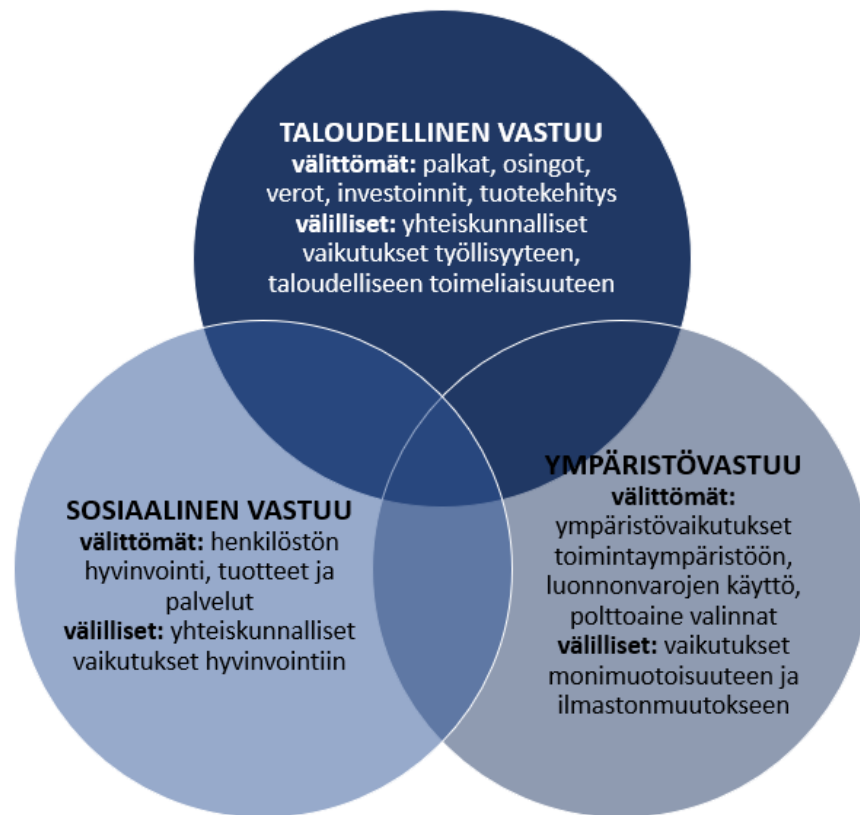 TALOUDELLINEN VASTUU
välittömät: palkat, osingot,
verot, investoinnit, tuotekehitys
välilliset: yhteiskunnalliset
vaikutukset työllisyyteen,
taloudelliseen toimeliaisuuteen
SOSIAALINEN VASTUU
välittömät: henkilöstön
hyvinvointi, tuotteet ja
palvelut
välilliset: yhteiskunnalliset
vaikutukset hyvinvointiin
YMPÄRISTÖVASTUU
välittömät:
ympäristövaikutukset
toimintaympäristöön,
luonnonvarojen käyttö,
polttoaine valinnat
välilliset: vaikutukset
monimuotoisuuteen ja
ilmastonmuutokseen